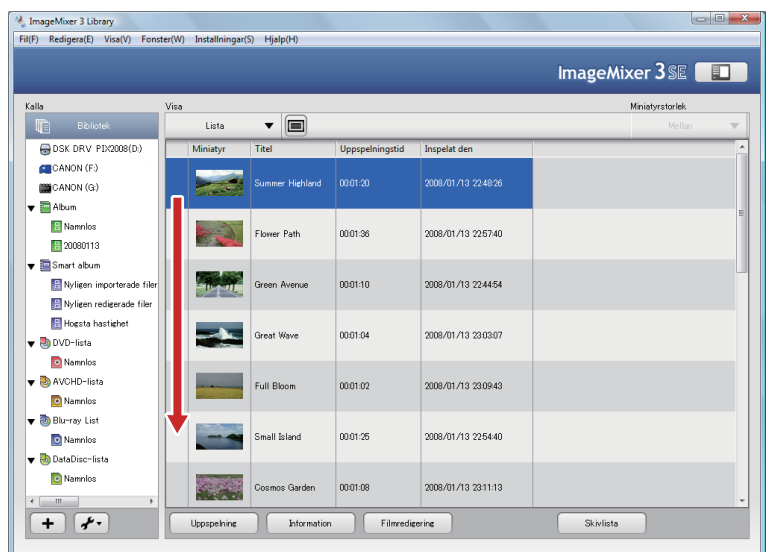 ImageMixer 3 Library
Fil(F) Redigera(E) Visa(V) Fonster(W) Installningar(S) Hjalp(H)
ImageMixer 3 SE
Kalla Visa Miniatyrstorlek
Bibliotek Lista Mellan
DSK DRV PIX2008(D:)
CANON (F:)
CANON (G:)
Album
Namnlos
20080113
Smart album
Nyligen importerade filer
Nyligen redigerade filer
Hogsta hastighet
DVD-lista
Namnlos
AVCHD-lista
Namnlos
Blu-ray List
Namnlos
DataDisc-lista
Namnlos
Miniatyr Titel Uppspelningstid Inspelat den
Summer Highland 00:01:20 2008/01/13 22:48:26
Flower Path 00:01:36 2008/01/13 22:57:40
Green Avenue 00:01:10 2008/01/13 22:44:54
Great Wave 00:01:04 2008/01/13 23:03:07
Full Bloom 00:01:02 2008/01/13 23:09:43
Small Island 00:01:25 2008/01/13 22:54:40
Cosmos Garden 00:01:08 2008/01/13 23:11:13
Uppspelning Information Filmredigering Skivlista